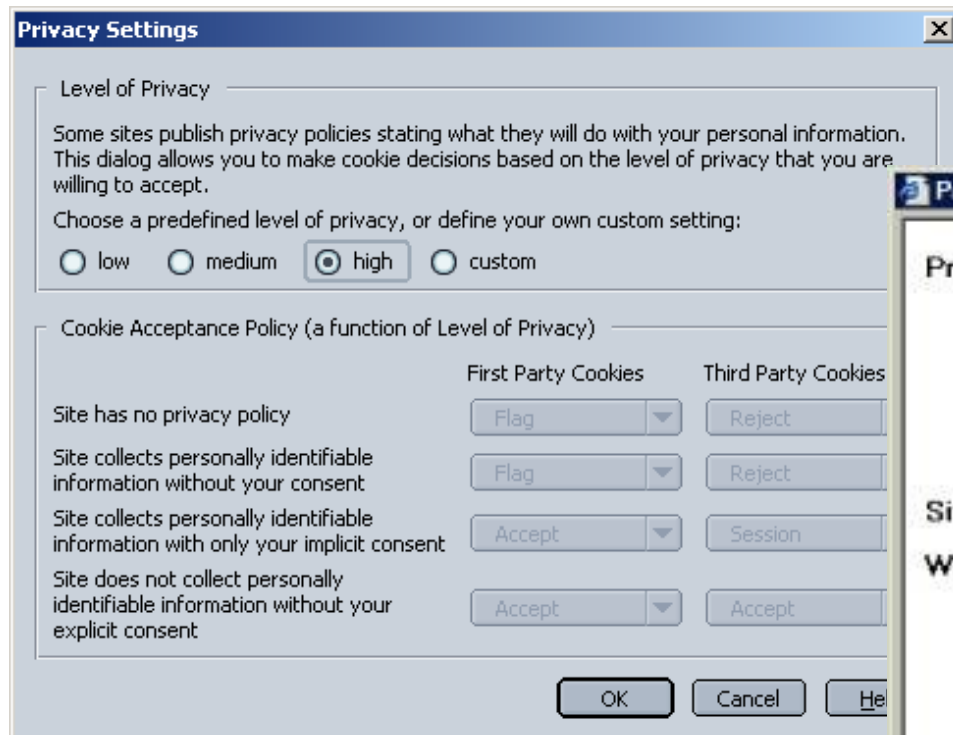 Privacy Settings
Level of Privacy
Some sites publish privacy policies stating what they will do with your personal information.
This dialog allows you to make cookie decisions based on the level of privacy that you are
willing to accept.
Choose a predefined level of privacy, or define your own custom setting:
low medium high custom
Cookie Acceptance Policy (a function of Level of Privacy)
First Party Cookies Third Party Cookies
Site has no privacy policy Flag Reject
Site collects personally identifiable
information without your consent Flag Reject
Site collects personally identifiable
information with only your implicit consent Accept Session
Site does not collect personally
identifiable information without your
explicit consent Accept Accept
OK Cancel